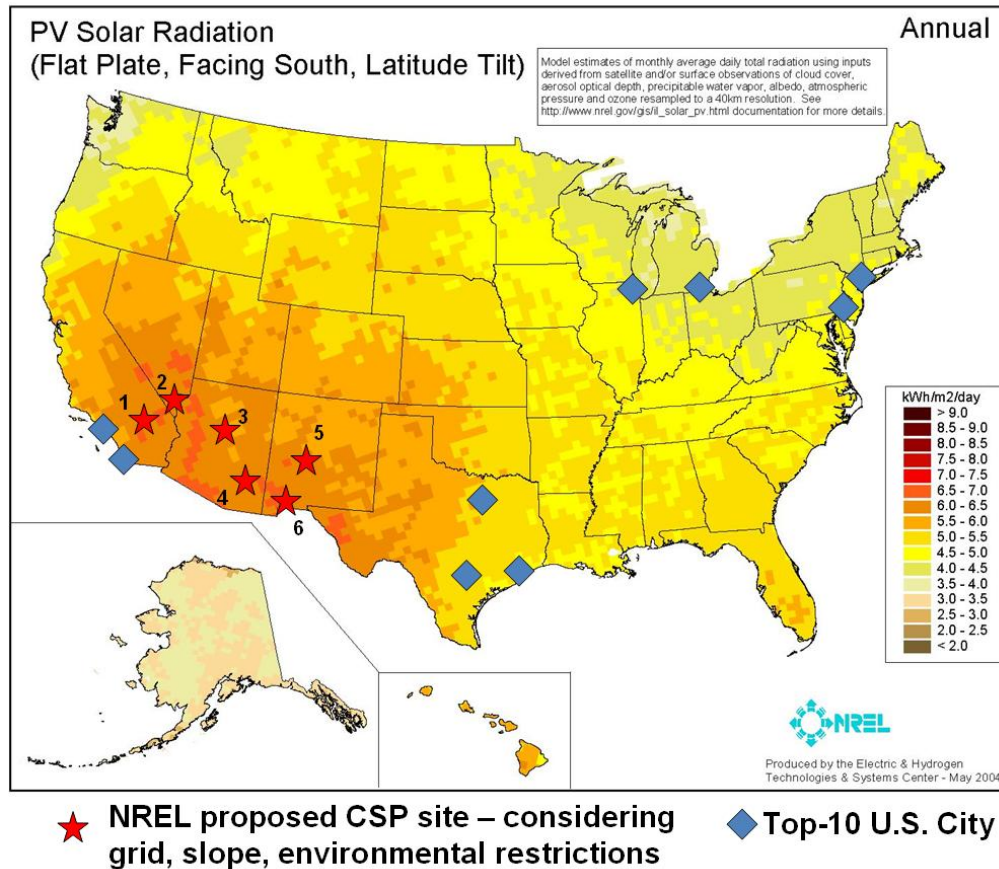 PV Solar Radiation
(Flat Plate, Facing South, Latitude Tilt)
Annual
Model estimates of monthly average daily total radiation using inputs
derived from satellite and/or surface observations of cloud cover,
aerosol optical depth, precipitable water vapor, albedo, atmospheric
pressure and ozone resampled to a 40km resolution. See
http://www.nrel.gov/gis/il_solar_pv.html documentation for more details.
1
2
3
4
5
6
kWh/m2/day
> 9.0
8.5 - 9.0
8.0 - 8.5
7.5 - 8.0
7.0 - 7.5
6.5 - 7.0
6.0 - 6.5
5.5 - 6.0
5.0 - 5.5
4.5 - 5.0
4.0 - 4.5
3.5 - 4.0
3.0 - 3.5
2.5 - 3.0
2.0 - 2.5
< 2.0
NREL
Produced by the Electric & Hydrogen
Technologies & Systems Center - May 2004
NREL proposed CSP site – considering
grid, slope, environmental restrictions
Top-10 U.S. City